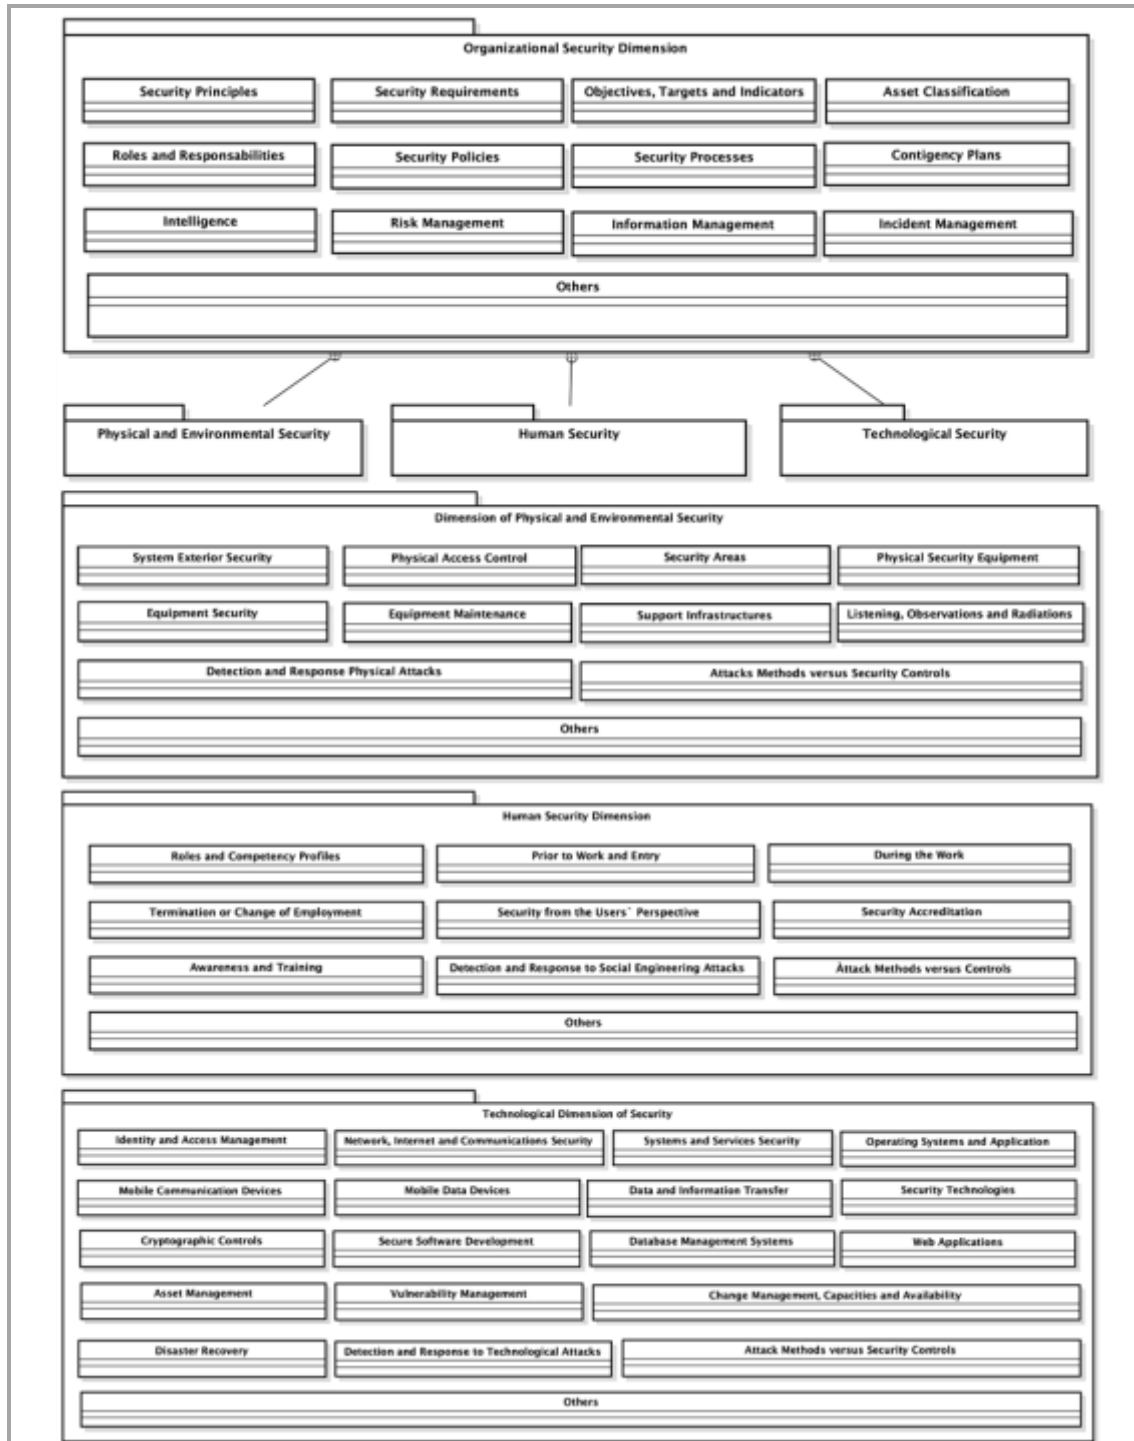 Organizational Security Dimension
Security Principles
Security Requirements
Objectives, Targets and Indicators
Asset Classification
Roles and Responsabilities
Security Policies
Security Processes
Contigency Plans
Intelligence
Risk Management
Information Management
Incident Management
Others
Physical and Environmental Security
Human Security
Technological Security
Dimension of Physical and Environmental Security
System Exterior Security
Physical Access Control
Security Areas
Physical Security Equipment
Equipment Security
Equipment Maintenance
Support Infrastructures
Listening, Observations and Radiations
Detection and Response Physical Attacks
Attacks Methods versus Security Controls
Others
Human Security Dimension
Roles and Competency Profiles
Prior to Work and Entry
During the Work
Termination or Change of Employment
Security from the Users` Perspective
Security Accreditation
Awareness and Training
Detection and Response to Social Engineering Attacks
Àttack Methods versus Controls
Others
Technological Dimension of Security
Identity and Access Management
Network, Internet and Communications Security
Systems and Services Security
Operating Systems and Application
Mobile Communication Devices
Mobile Data Devices
Data and Information Transfer
Security Technologies
Cryptographic Controls
Secure Software Development
Database Management Systems
Web Applications
Asset Management
Vulnerability Management
Change Management, Capacities and Availability
Disaster Recovery
Detection and Response to Technological Attacks
Attack Methods versus Security Controls
Others